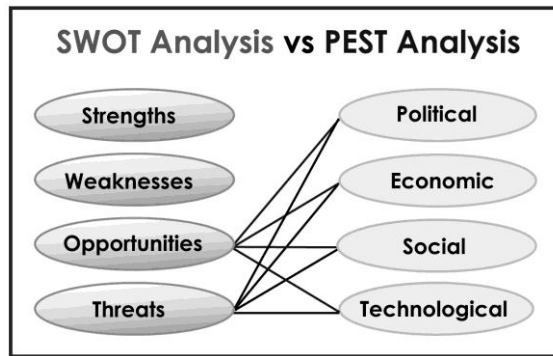 SWOT Analysis vs PEST Analysis
Strengths
Political
Weaknesses
Economic
Opportunities
Social
Threats
Technological